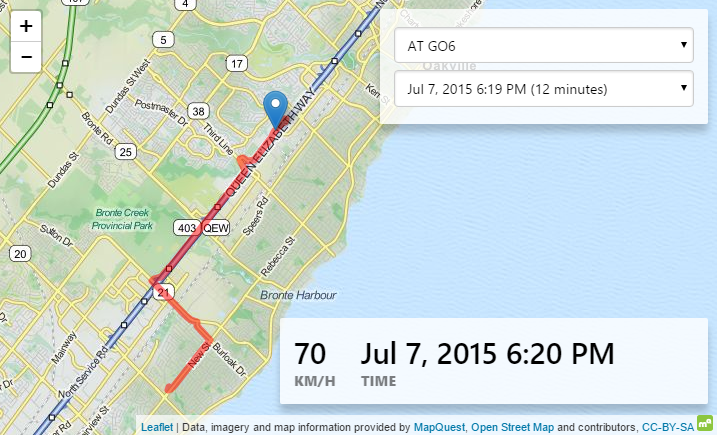 407
+
−
5
4
17
AT GO6
Oakville
Jul 7, 2015 6:19 PM (12 minutes)
Dundas St West
Postmaster Dr
38
Third Line
Kerr St
Bronte Rd
25
QUEEN ELIZABETH WAY
Dundas St
Bronte Creek
Provincial Park
403
QEW
Speers Rd
Sutton Dr
20
Rebecca St
21
Bronte Harbour
Mainway
New St
Burloak Dr
North Service Rd
70
KM/H
Jul 7, 2015 6:20 PM
TIME
Leaflet | Data, imagery and map information provided by MapQuest, Open Street Map and contributors, CC-BY-SA